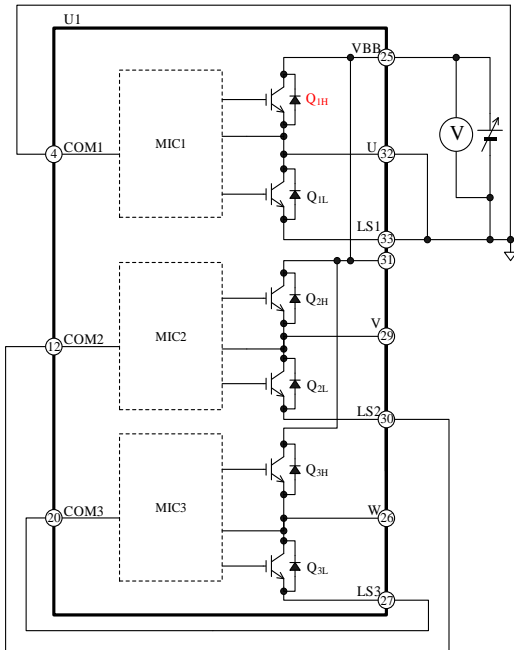 U1
VBB
25
Q1H
V
4
COM1
MIC1
U
32
Q1L
LS1
33
31
Q2H
12
COM2
MIC2
V
29
Q2L
LS2
30
Q3H
20
COM3
MIC3
W
26
Q3L
LS3
27